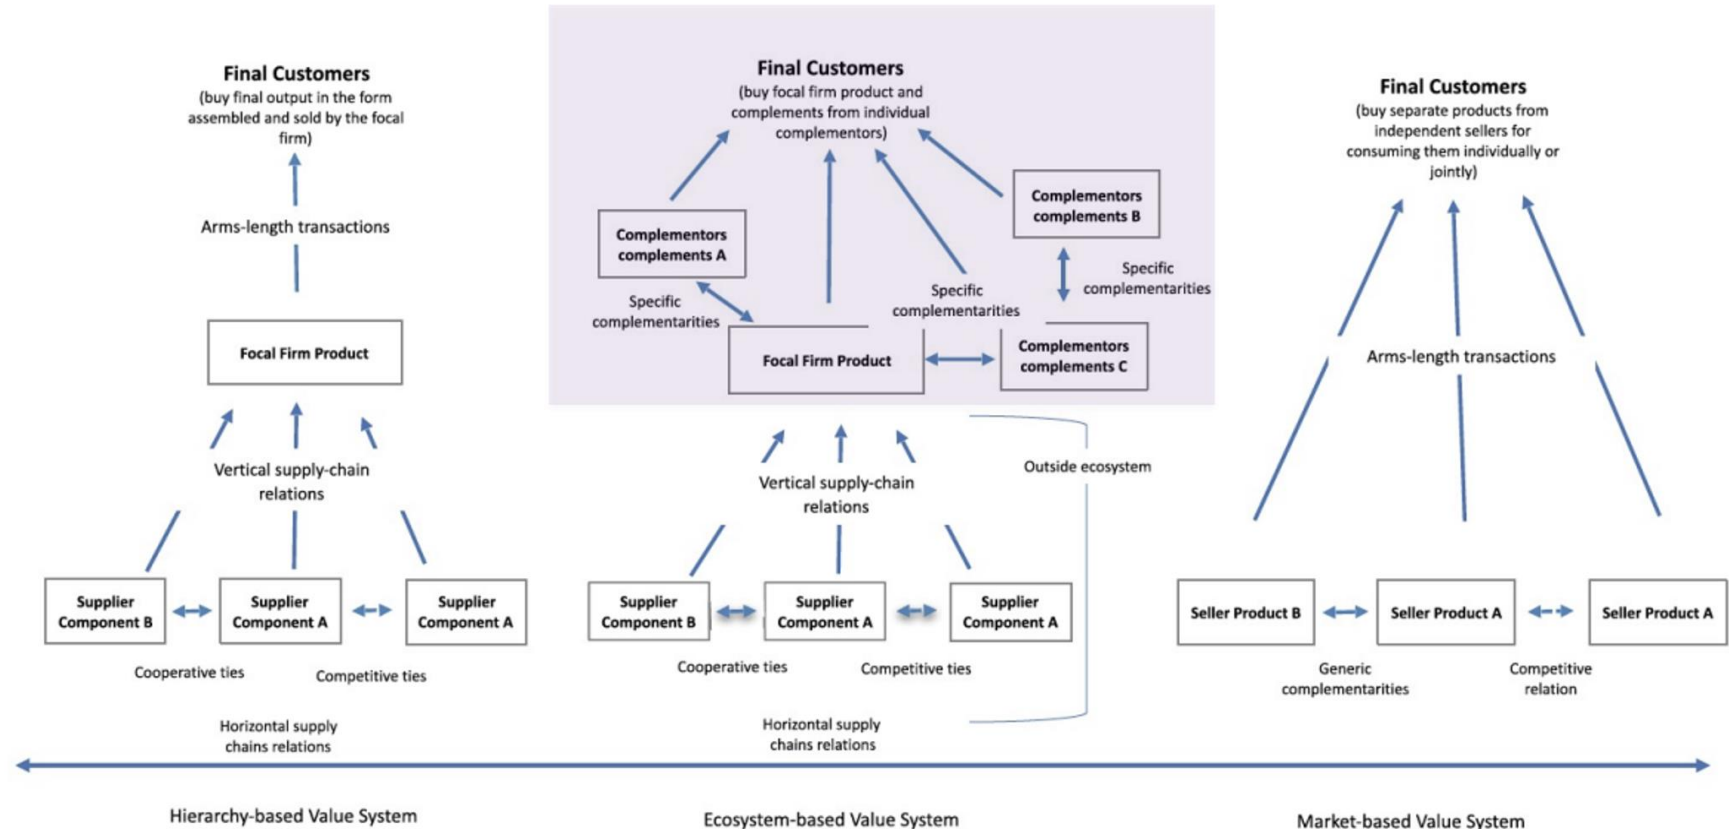 Final Customers
(buy final output in the form
assembled and sold by the focal
firm)
Arms-length transactions
Focal Firm Product
Vertical supply-chain
relations
Supplier
Component B
Supplier
Component A
Supplier
Component A
Cooperative ties
Competitive ties
Horizontal supply
chains relations
Hierarchy-based Value System
Final Customers
(buy focal firm product and
complements from individual
complementors)
Complementors
complements A
Complementors
complements B
Specific
complementarities
Specific
complementarities
Specific
complementarities
Focal Firm Product
Complementors
complements C
Vertical supply-chain
relations
Outside ecosystem
Supplier
Component B
Supplier
Component A
Supplier
Component A
Cooperative ties
Competitive ties
Horizontal supply
chains relations
Ecosystem-based Value System
Final Customers
(buy separate products from
independent sellers for
consuming them individually or
jointly)
Arms-length transactions
Seller Product B
Seller Product A
Seller Product A
Generic
complementarities
Competitive
relation
Market-based Value System